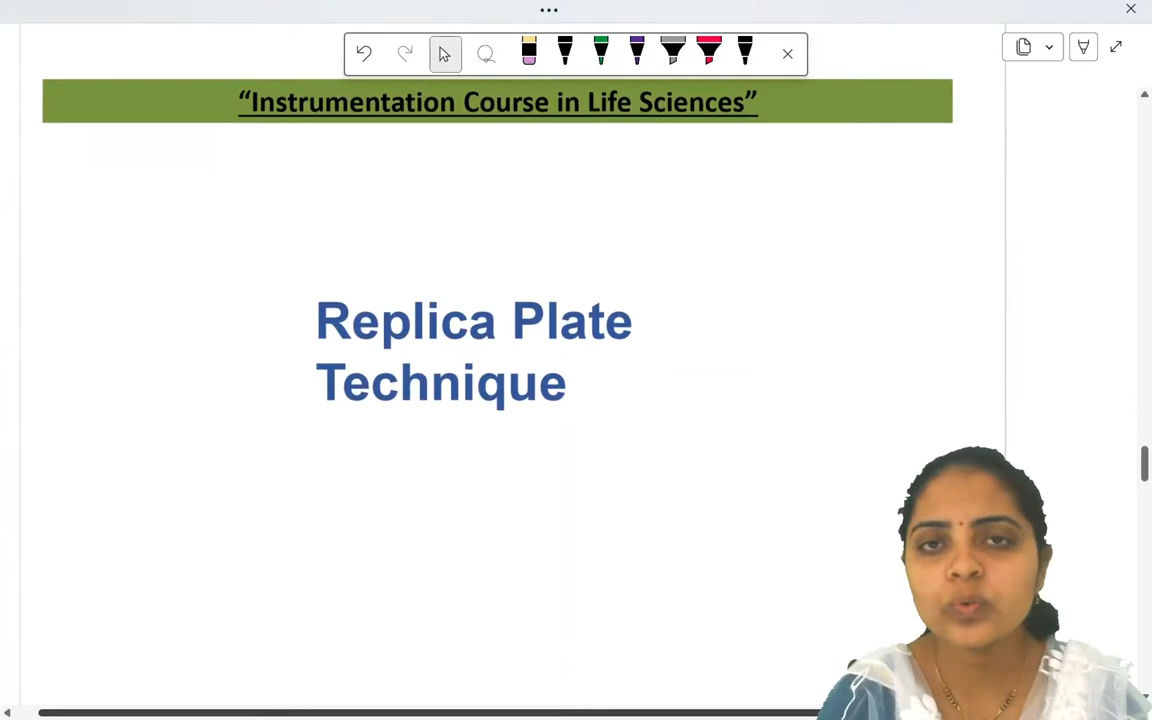 “Instrumentation Course in Life Sciences”
Replica Plate
Technique